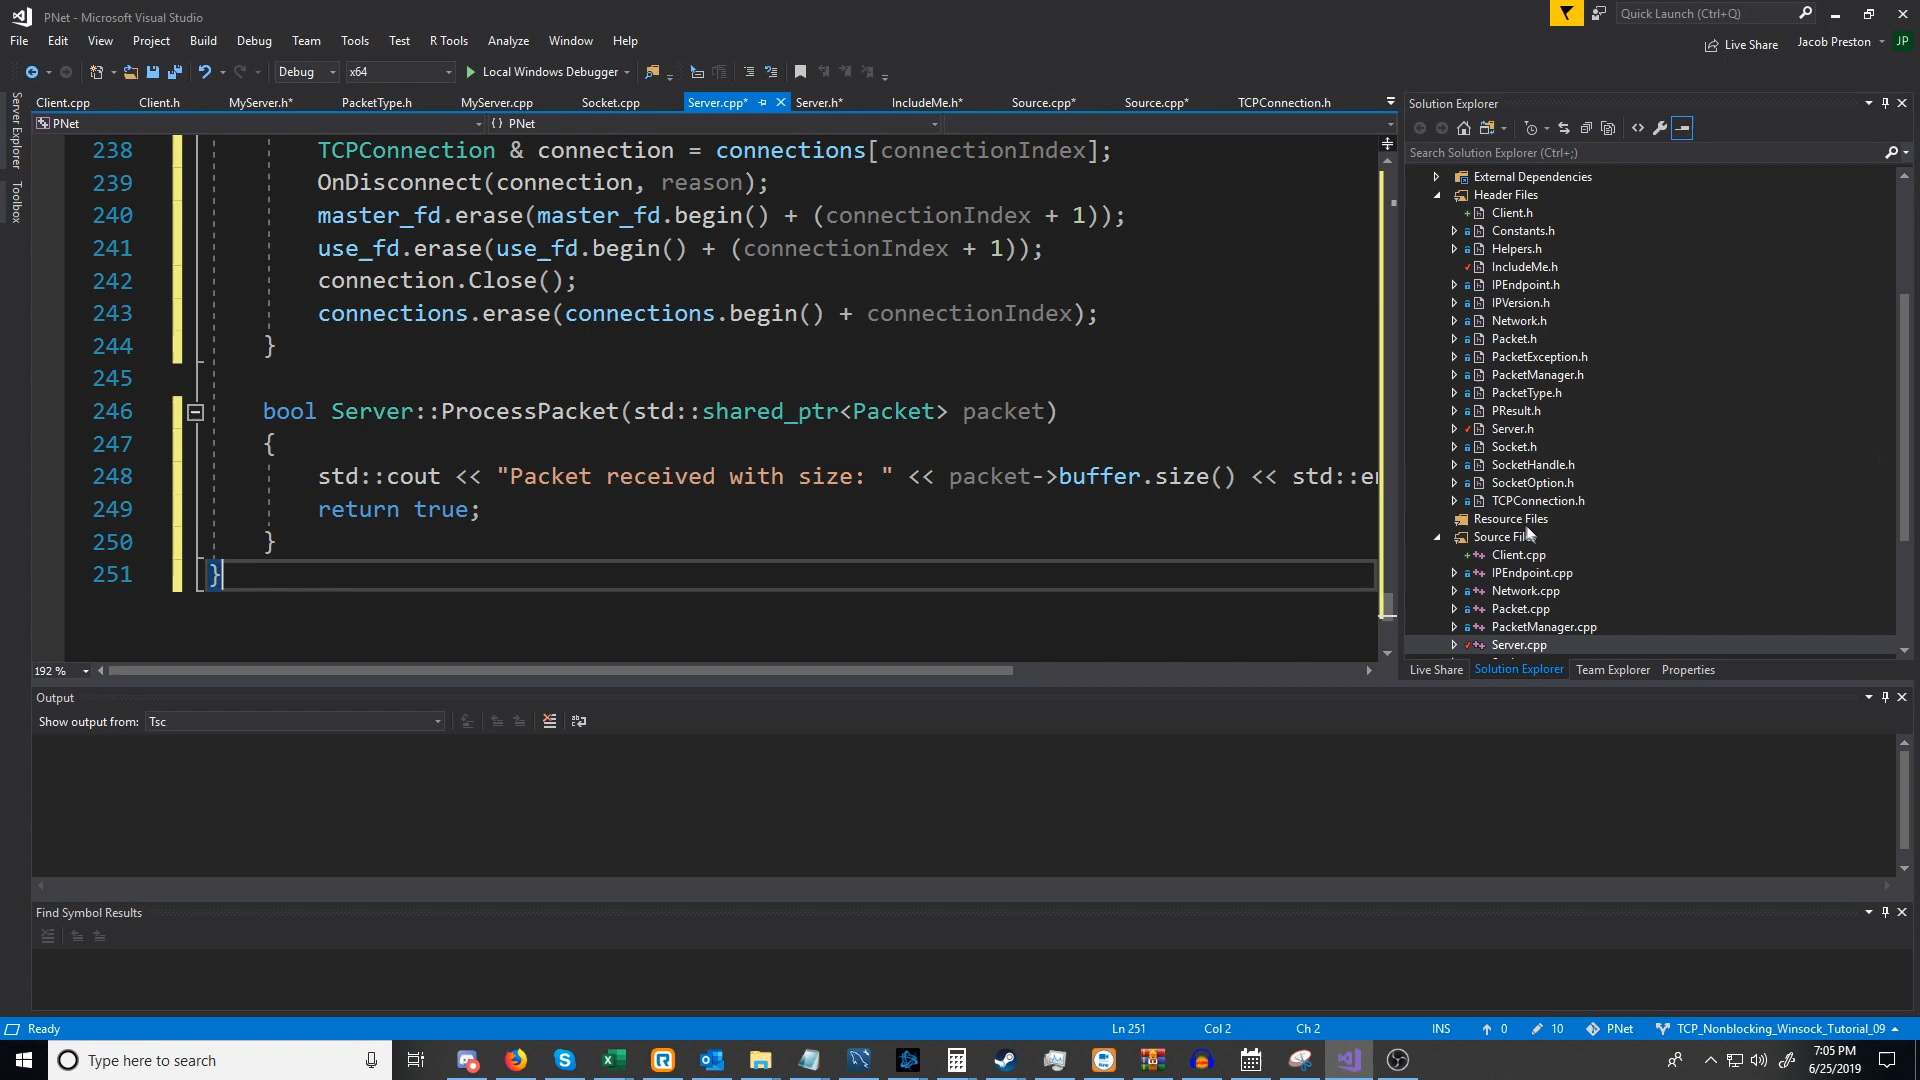 PNet - Microsoft Visual Studio
Quick Launch (Ctrl+Q)
File Edit View Project Build Debug Team Tools Test R Tools Analyze Window Help
Live Share Jacob Preston JP
Debug x64 Local Windows Debugger
Client.cpp Client.h MyServer.h* PacketType.h MyServer.cpp Socket.cpp Server.cpp* Server.h* IncludeMe.h* Source.cpp* Source.cpp* TCPConnection.h
PNet {} PNet
Server Explorer
Toolbox
238 TCPConnection & connection = connections[connectionIndex];
239 OnDisconnect(connection, reason);
240 master_fd.erase(master_fd.begin() + (connectionIndex + 1));
241 use_fd.erase(use_fd.begin() + (connectionIndex + 1));
242 connection.Close();
243 connections.erase(connections.begin() + connectionIndex);
244 }
245
246 bool Server::ProcessPacket(std::shared_ptr<Packet> packet)
247 {
248 std::cout << "Packet received with size: " << packet->buffer.size() << std::e
249 return true;
250 }
251 }
192 %
Solution Explorer
Search Solution Explorer (Ctrl+;)
External Dependencies
Header Files
Client.h
Constants.h
Helpers.h
IncludeMe.h
IPEndpoint.h
IPVersion.h
Network.h
Packet.h
PacketException.h
PacketManager.h
PacketType.h
PResult.h
Server.h
Socket.h
SocketHandle.h
SocketOption.h
TCPConnection.h
Resource Files
Source Fil
Client.cpp
IPEndpoint.cpp
Network.cpp
Packet.cpp
PacketManager.cpp
Server.cpp
Live Share Solution Explorer Team Explorer Properties
Output
Show output from: Tsc
Find Symbol Results
Ready Ln 251 Col 2 Ch 2 INS 0 10 PNet TCP_Nonblocking_Winsock_Tutorial_09
Type here to search
7:05 PM
6/25/2019